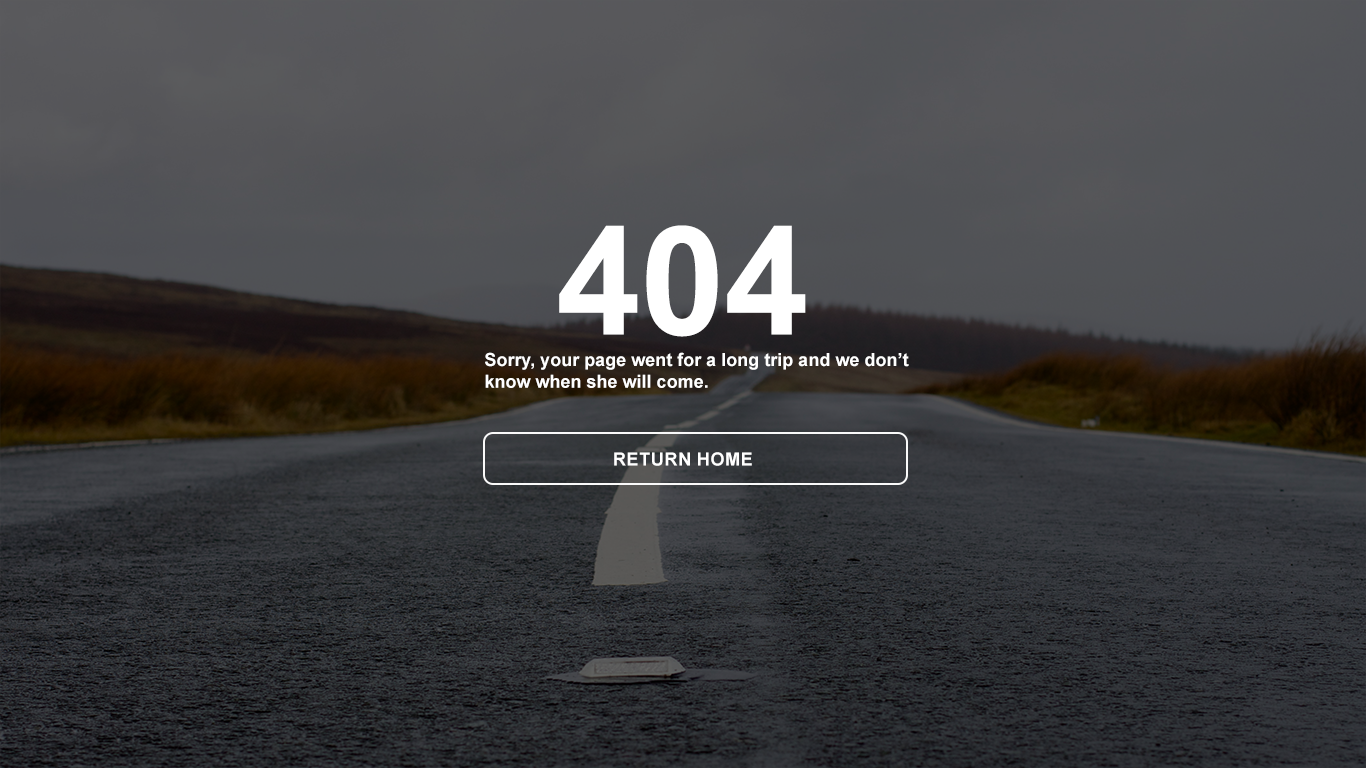 404
Sorry, your page went for a long trip and we don’t
know when she will come.
RETURN HOME